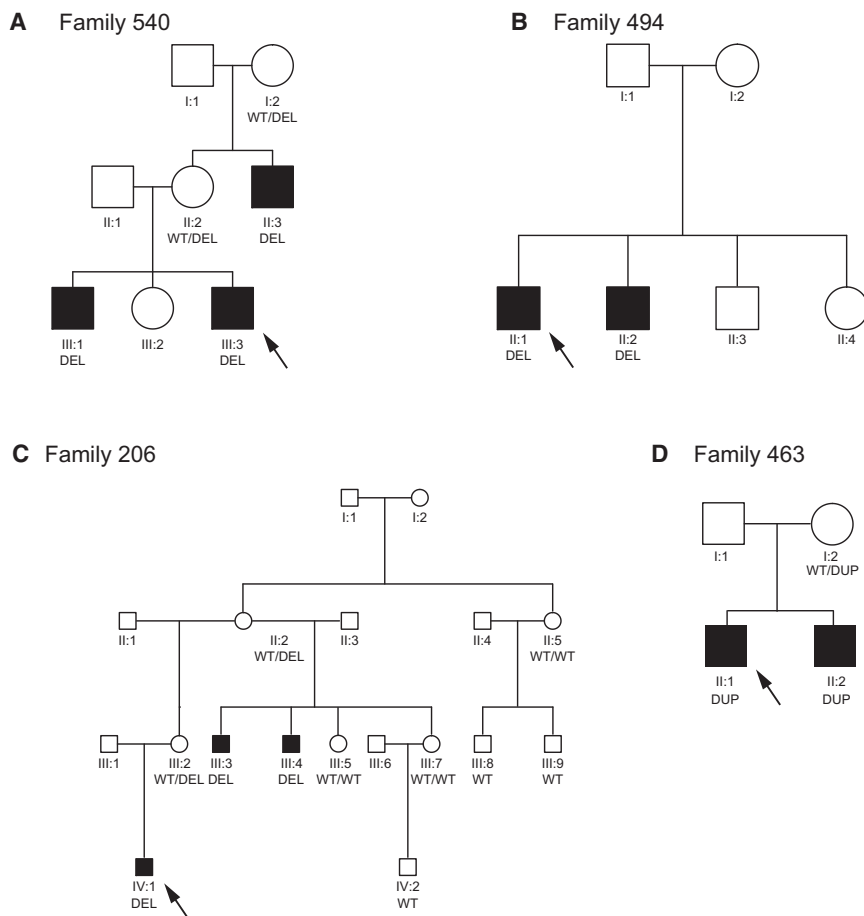 A Family 540
I:1
I:2
WT/DEL
II:1
II:2
WT/DEL
II:3
DEL
III:1
DEL
III:2
III:3
DEL
B Family 494
I:1
I:2
II:1
DEL
II:2
DEL
II:3
II:4
C Family 206
I:1
I:2
II:1
II:2
WT/DEL
II:3
II:4
II:5
WT/WT
III:1
III:2
WT/DEL
III:3
DEL
III:4
DEL
III:5
WT/WT
III:6
III:7
WT/WT
III:8
WT
III:9
WT
IV:1
DEL
IV:2
WT
D Family 463
I:1
I:2
WT/DUP
II:1
DUP
II:2
DUP